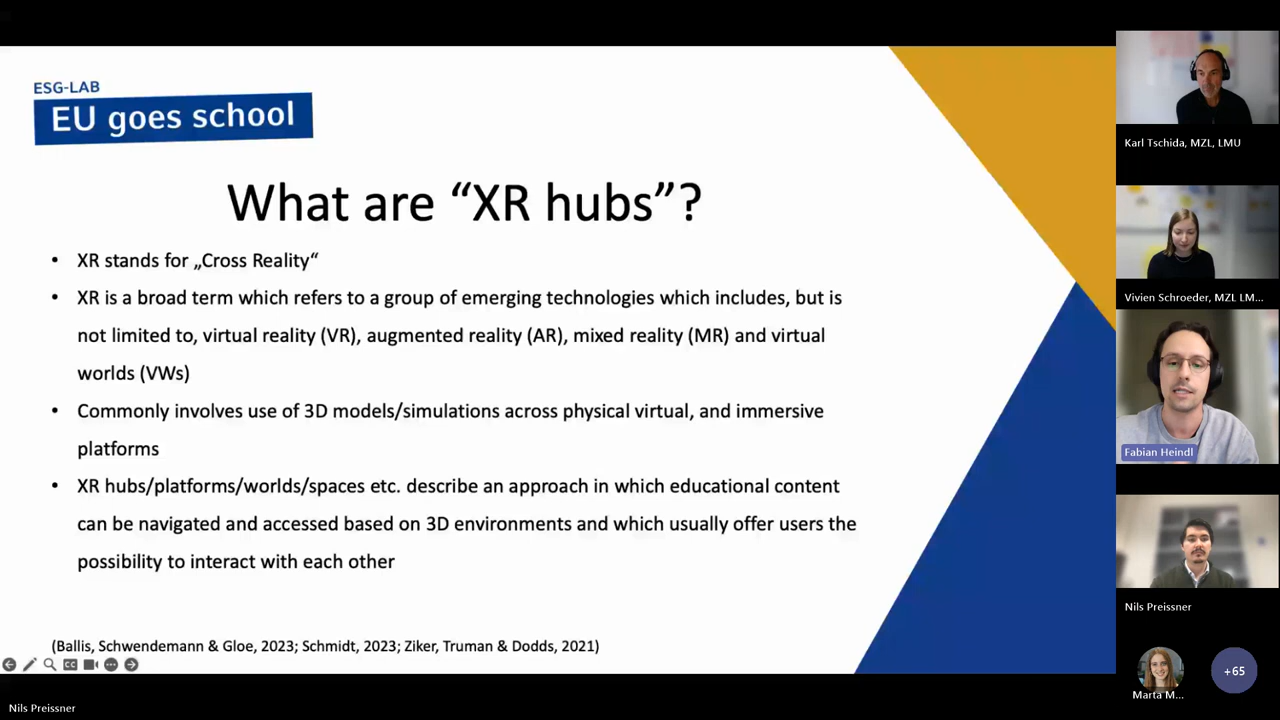 ESG-LAB
EU goes school
What are “XR hubs”?
• XR stands for „Cross Reality“
• XR is a broad term which refers to a group of emerging technologies which includes, but is
not limited to, virtual reality (VR), augmented reality (AR), mixed reality (MR) and virtual
worlds (VWs)
• Commonly involves use of 3D models/simulations across physical virtual, and immersive
platforms
• XR hubs/platforms/worlds/spaces etc. describe an approach in which educational content
can be navigated and accessed based on 3D environments and which usually offer users the
possibility to interact with each other
(Ballis, Schwendemann & Gloe, 2023; Schmidt, 2023; Ziker, Truman & Dodds, 2021)
CC
Nils Preissner
Karl Tschida, MZL, LMU
Vivien Schroeder, MZL LM...
Fabian Heindl
Nils Preissner
Marta M...
+65